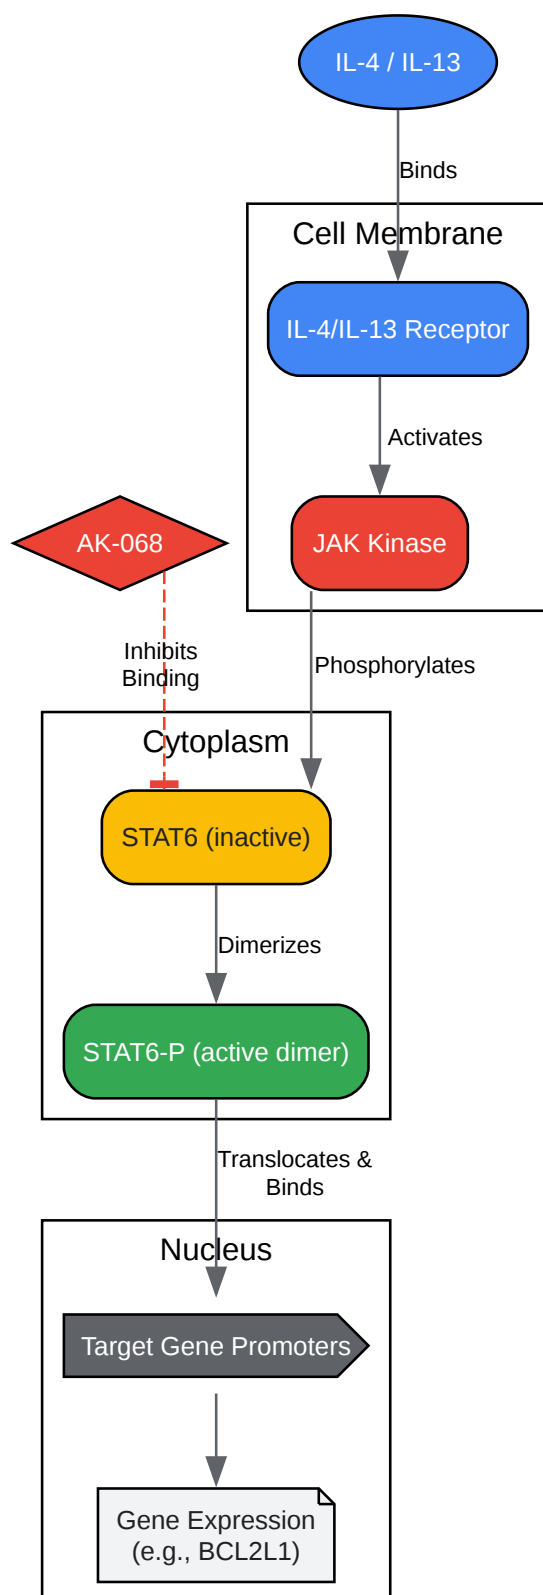 IL-4 / IL-13
Binds
Cell Membrane
IL-4/IL-13 Receptor
Activates
AK-068
JAK Kinase
Inhibits
Binding
Phosphorylates
Cytoplasm
STAT6 (inactive)
Dimerizes
STAT6-P (active dimer)
Translocates &
Binds
Nucleus
Target Gene Promoters
Gene Expression
(e.g., BCL2L1)